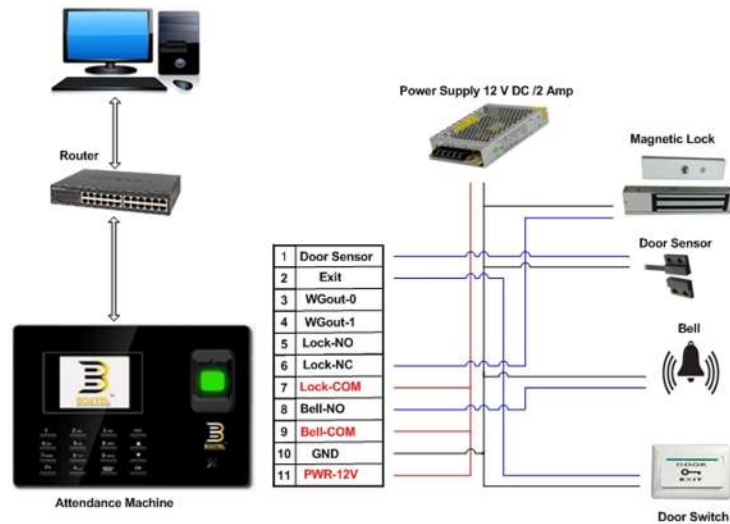 Power Supply 12 V DC /2 Amp
Router
Magnetic Lock
Door Sensor
Bell
1 Door Sensor
2 Exit
3 WGout-0
4 WGout-1
5 Lock-NO
6 Lock-NC
7 Lock-COM
8 Bell-NO
9 Bell-COM
10 GND
11 PWR-12V
DOOR
EXIT
Attendance Machine
Door Switch